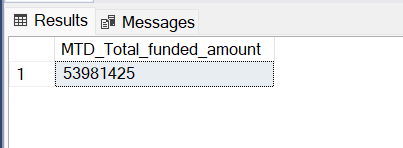 Results Messages
MTD_Total_funded_amount
1 53981425